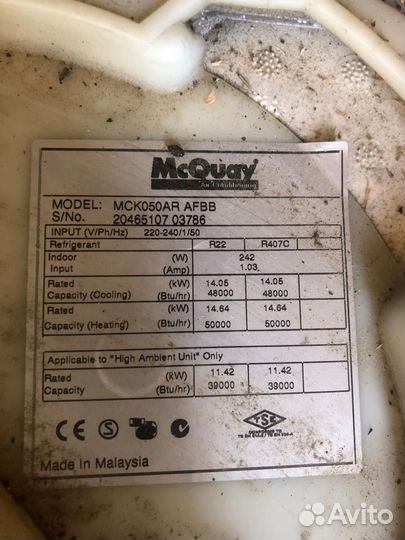 McQuay
Air Conditioning
MODEL: MCK050AR AFBB
S/No. 20465107 03786
INPUT (V/Ph/Hz) 220-240/1/50
Refrigerant R22 R407C
Indoor (W) 242
Input (Amp) 1.03
Rated (kW) 14.05 14.05
Capacity (Cooling) (Btu/hr) 48000 48000
Rated (kW) 14.64 14.64
Capacity (Heating) (Btu/hr) 50000 50000
Applicable to "High Ambient Unit" Only
Rated (kW) 11.42 11.42
Capacity (Btu/hr) 39000 39000
CE S TSE
Made In Malaysia
Avito